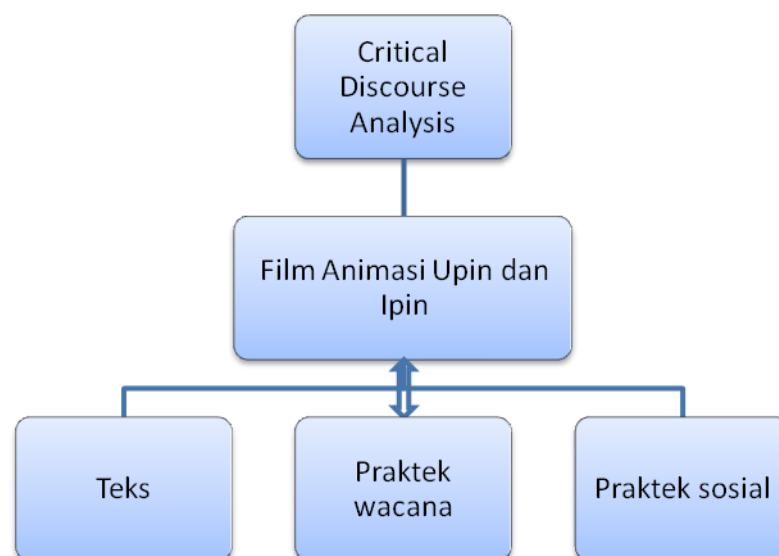 Critical
Discourse
Analysis
Film Animasi Upin dan
Ipin
Teks
Praktek
wacana
Praktek sosial